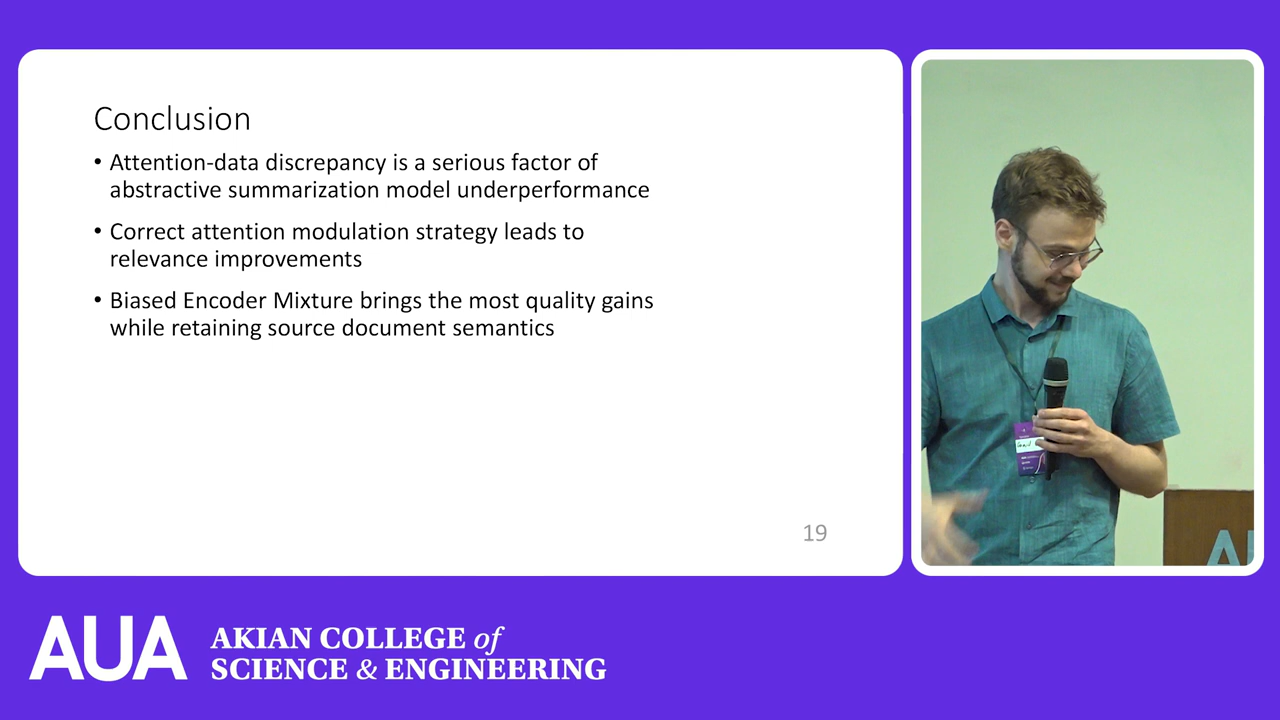 Conclusion
• Attention-data discrepancy is a serious factor of
abstractive summarization model underperformance
• Correct attention modulation strategy leads to
relevance improvements
• Biased Encoder Mixture brings the most quality gains
while retaining source document semantics
19
AUA
AKIAN COLLEGE of
SCIENCE & ENGINEERING